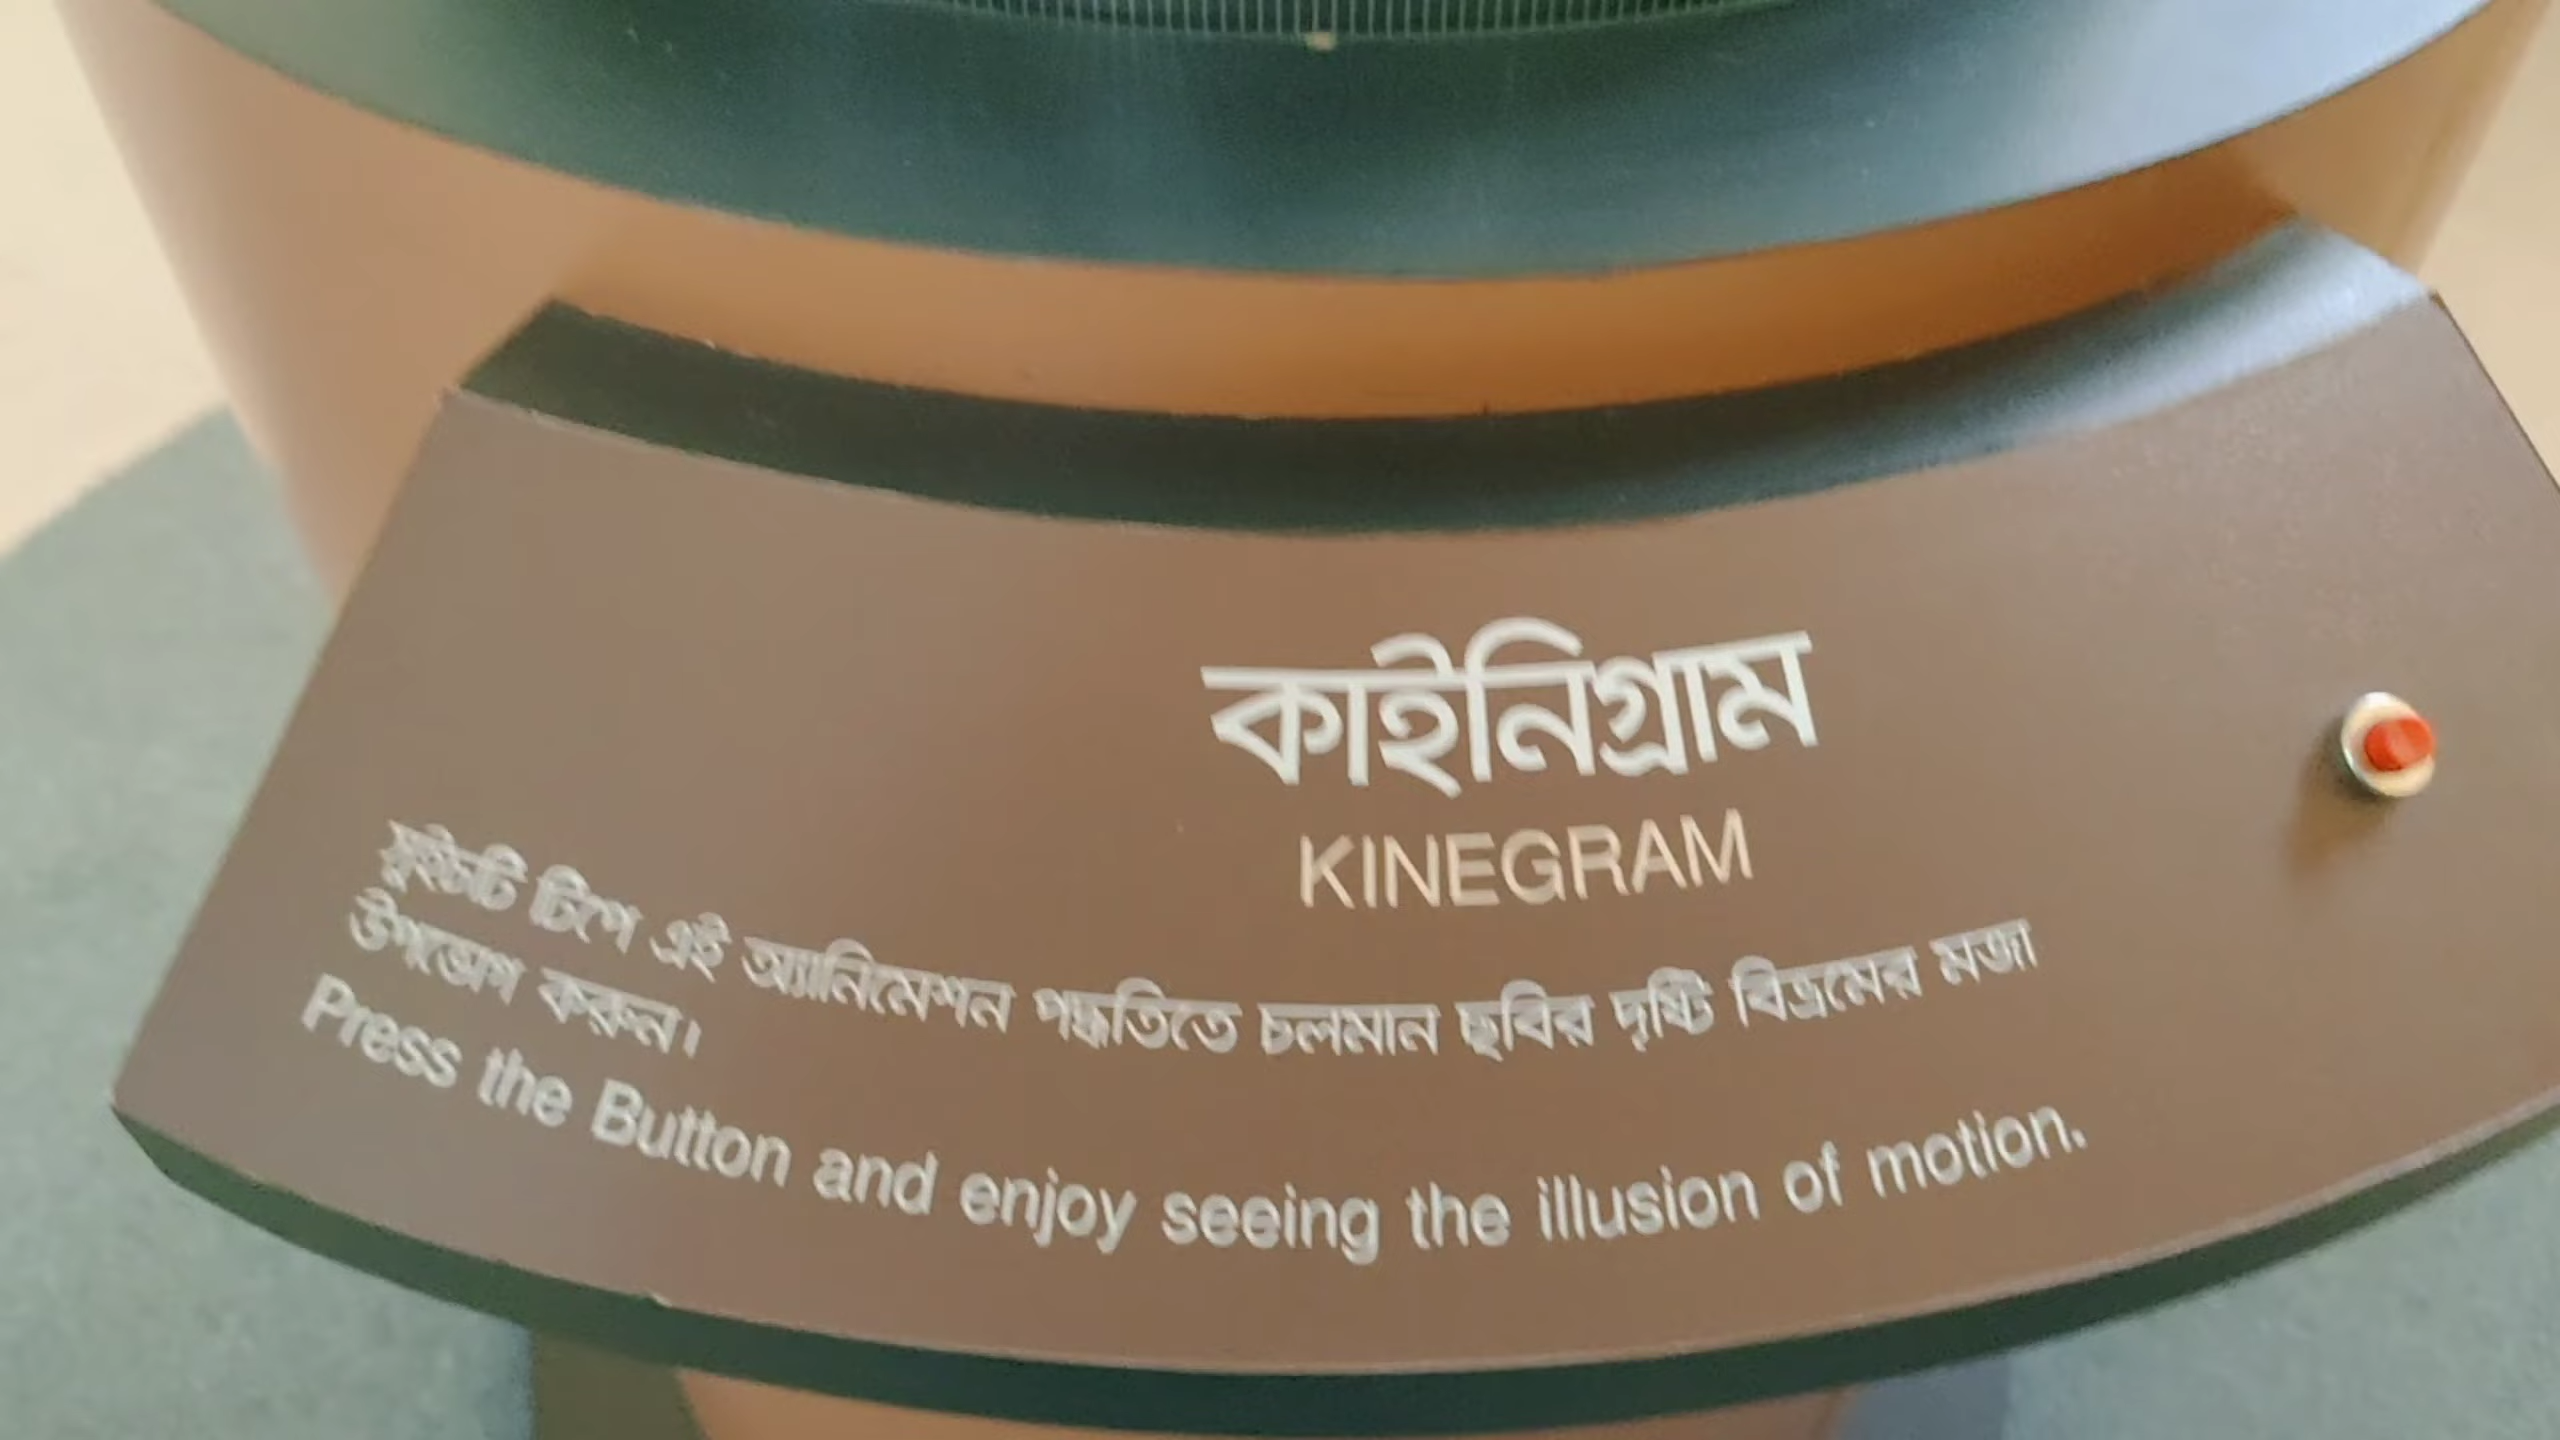 কাইনিগ্রাম
KINEGRAM
সুইচটি টিপে এই অ্যানিমেশন পদ্ধতিতে চলমান ছবির দৃষ্টি বিভ্রমের মজা
উপভোগ করুন।
Press the Button and enjoy seeing the illusion of motion.